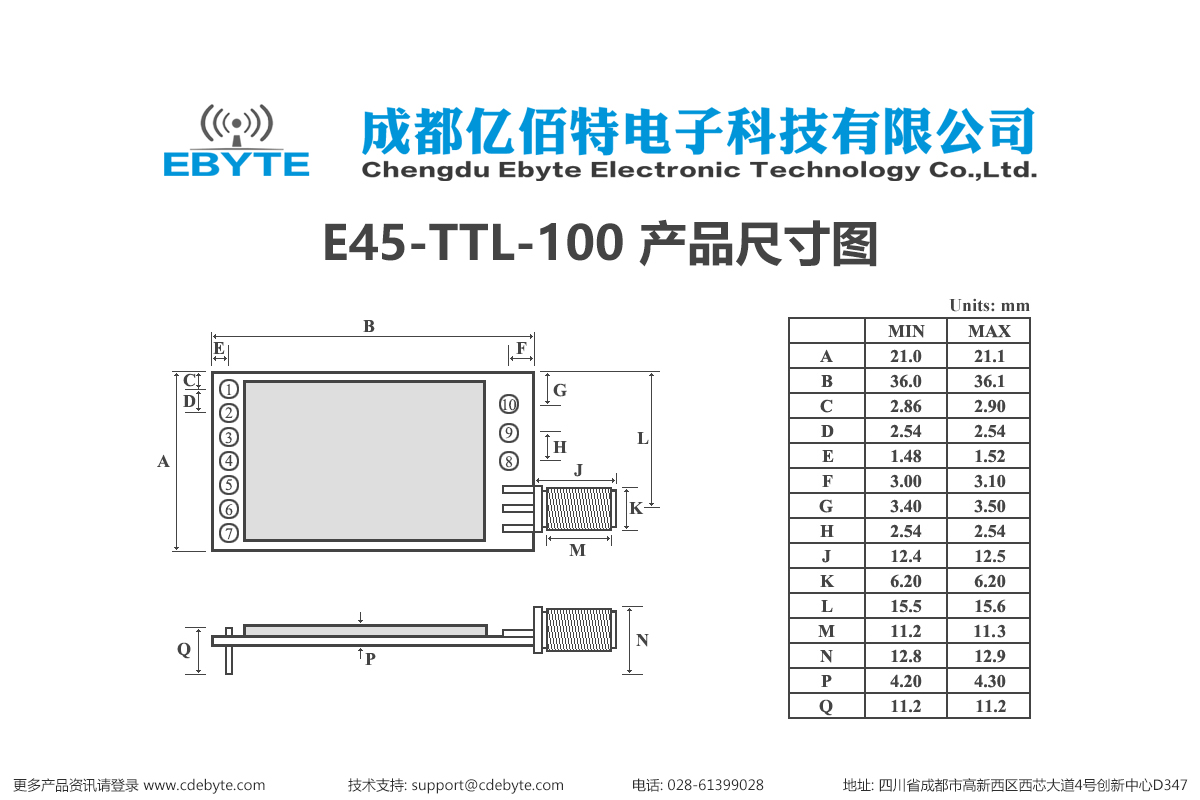 EBYTE
成都亿佰特电子科技有限公司
Chengdu Ebyte Electronic Technology Co.,Ltd.
E45-TTL-100 产品尺寸图
Units: mm
B
E
F
C
D
A
G
H
L
J
K
M
1
2
3
4
5
6
7
10
9
8
Q
P
N
MIN MAX
A 21.0 21.1
B 36.0 36.1
C 2.86 2.90
D 2.54 2.54
E 1.48 1.52
F 3.00 3.10
G 3.40 3.50
H 2.54 2.54
J 12.4 12.5
K 6.20 6.20
L 15.5 15.6
M 11.2 11.3
N 12.8 12.9
P 4.20 4.30
Q 11.2 11.2
更多产品资讯请登录 www.cdebyte.com 技术支持: support@cdebyte.com 电话: 028-61399028 地址: 四川省成都市高新西区西芯大道4号创新中心D347